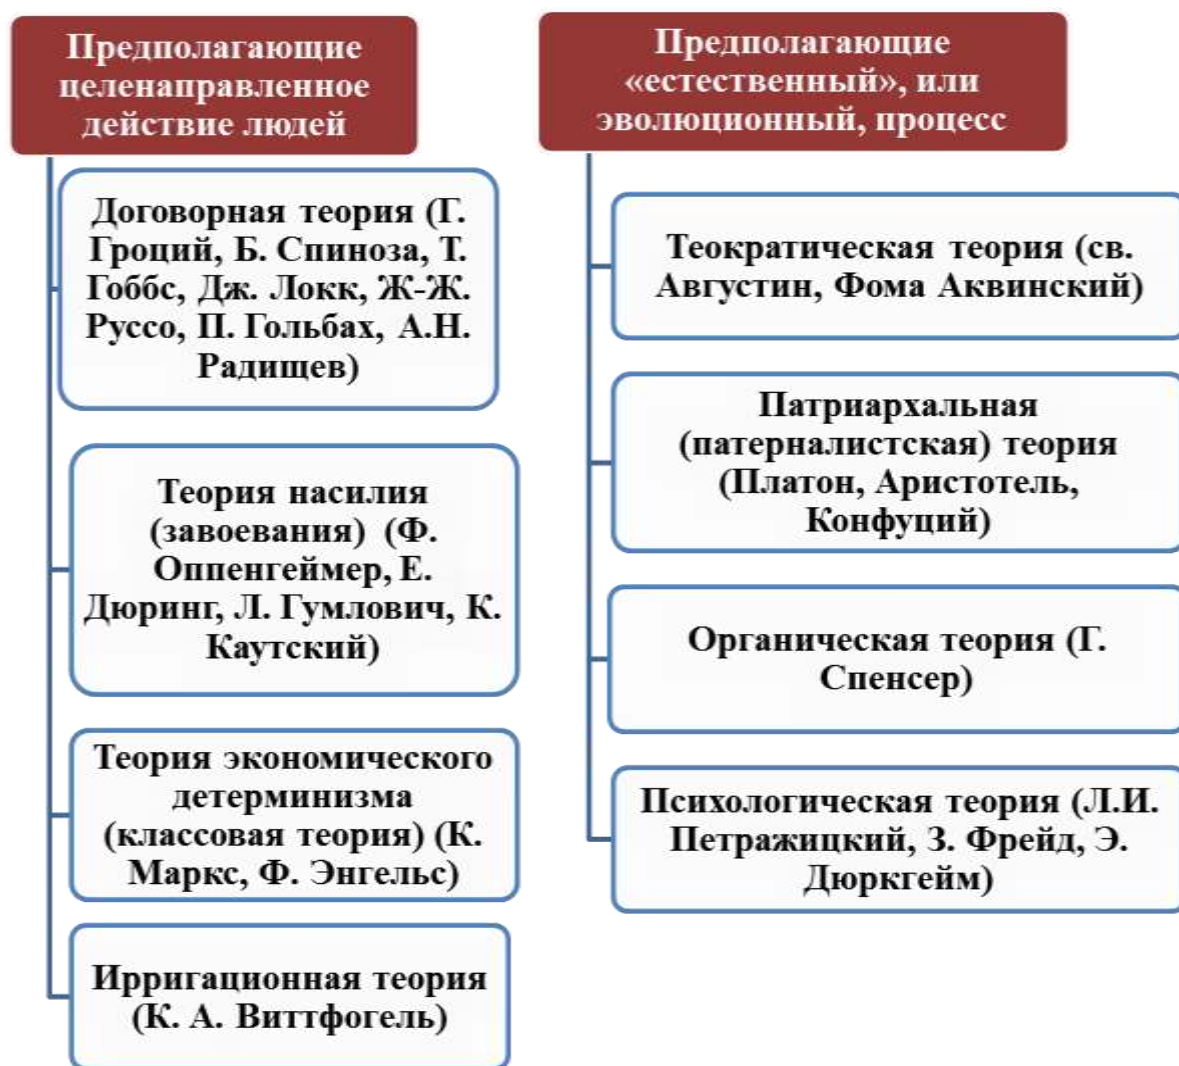 Предполагающие
целенаправленное
действие людей
Договорная теория (Г.
Гроций, Б. Спиноза, Т.
Гоббс, Дж. Локк, Ж-Ж.
Руссо, П. Гольбах, А.Н.
Радищев)
Теория насилия
(завоевания) (Ф.
Оппенгеймер, Е.
Дюринг, Л. Гумлович, К.
Каутский)
Теория экономического
детерминизма
(классовая теория) (К.
Маркс, Ф. Энгельс)
Ирригационная теория
(К. А. Виттфогель)
Предполагающие
«естественный», или
эволюционный, процесс
Теократическая теория (св.
Августин, Фома Аквинский)
Патриархальная
(патерналистская) теория
(Платон, Аристотель,
Конфуций)
Органическая теория (Г.
Спенсер)
Психологическая теория (Л.И.
Петражицкий, З. Фрейд, Э.
Дюркгейм)